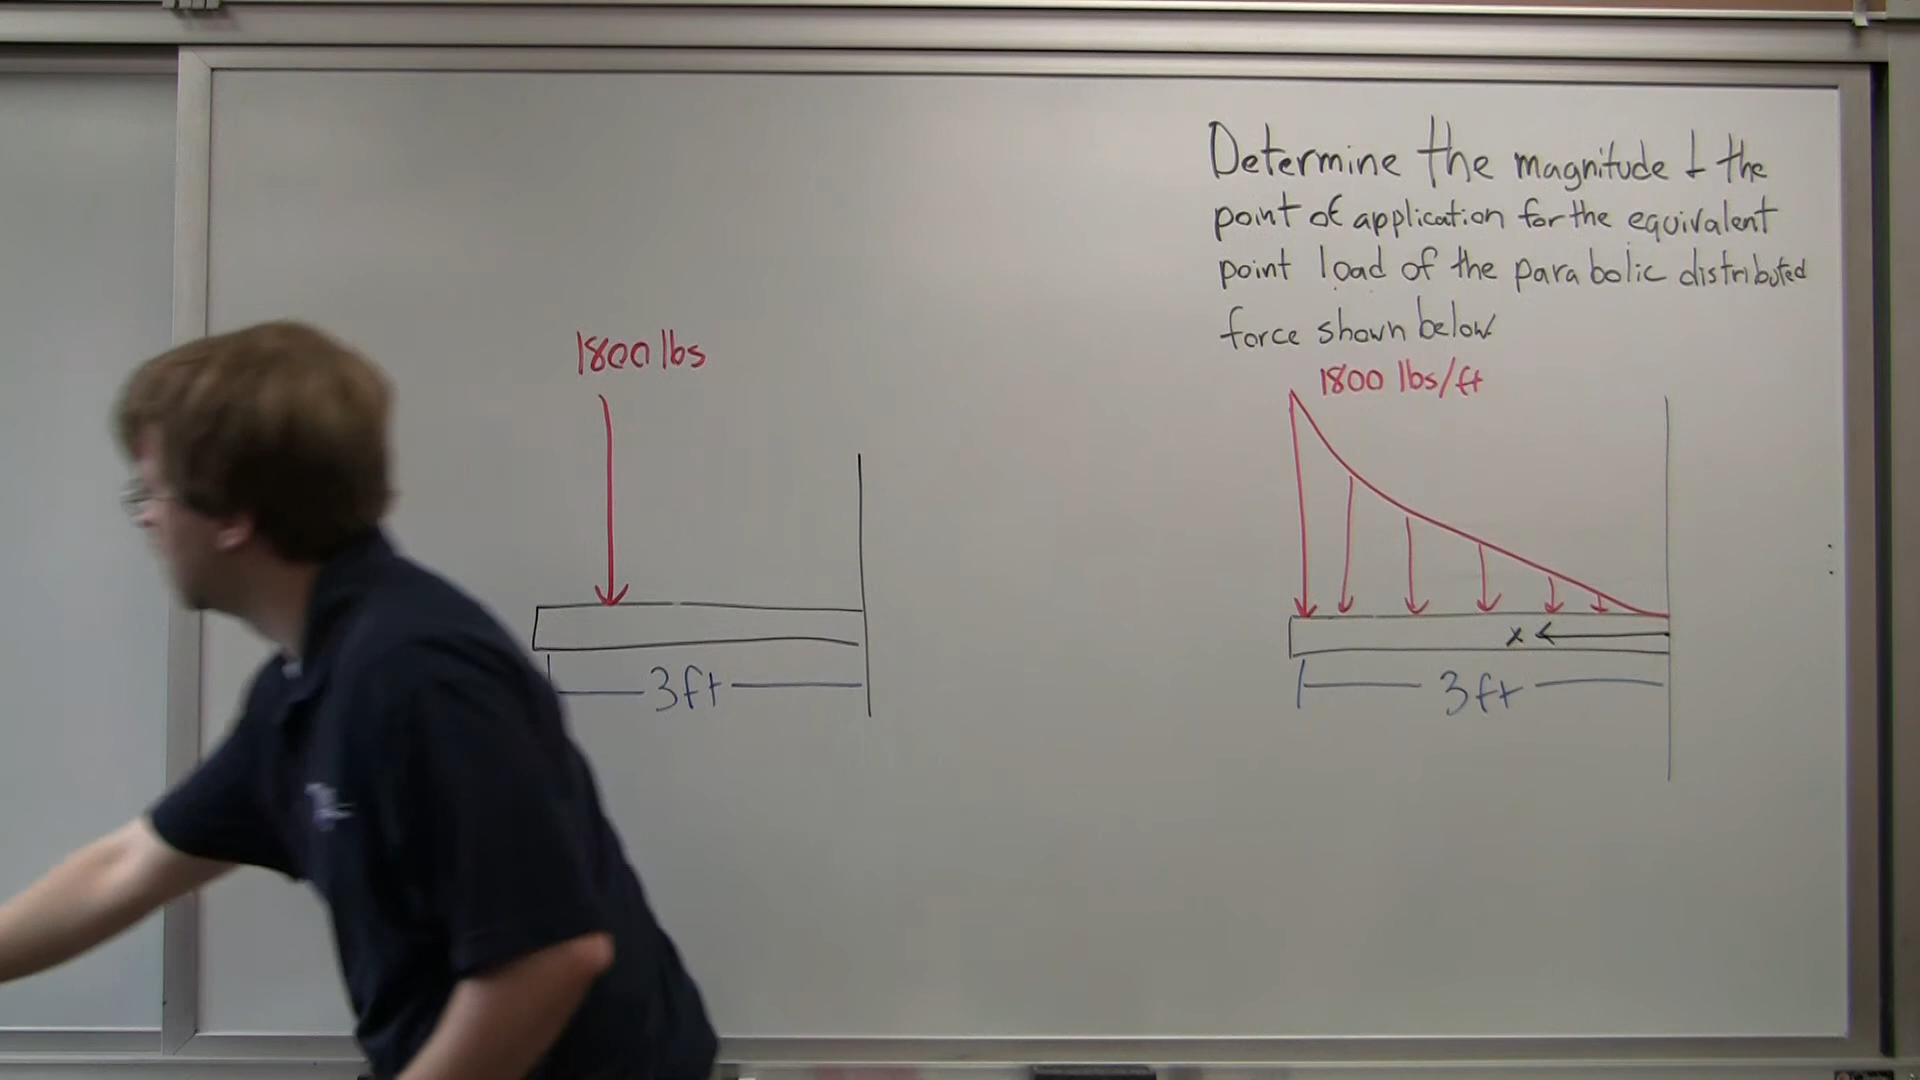 Determine the magnitude & the
point of application for the equivalent
point load of the parabolic distributed
force shown below
1800 lbs
1800 lbs/ft
x
3ft
3ft